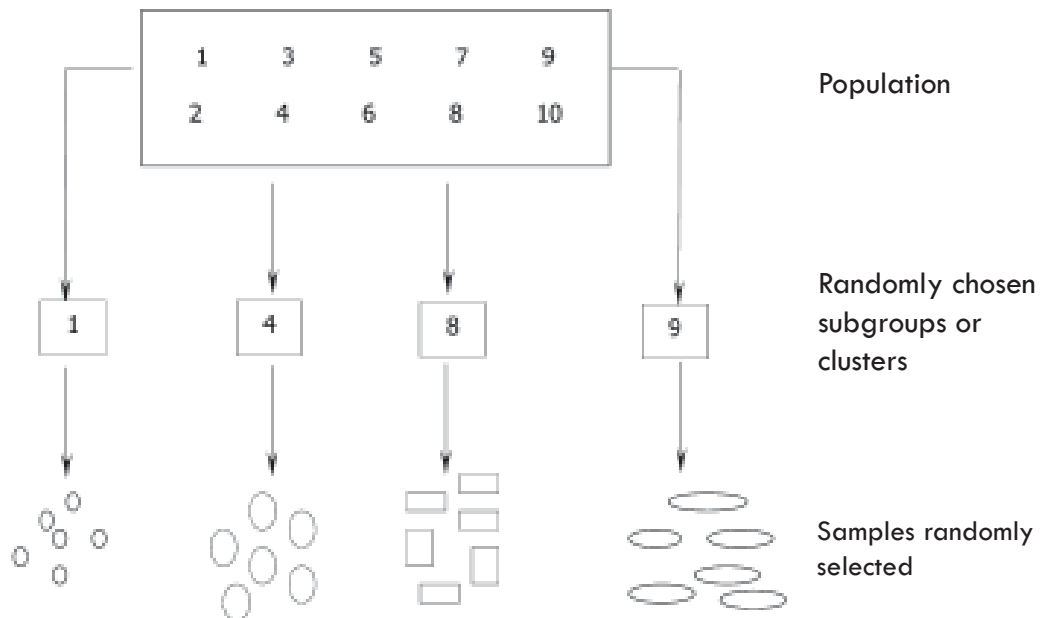 1 3 5 7 9
Population
2 4 6 8 10
Randomly chosen
subgroups or
clusters
1 4 8 9
Samples randomly
selected